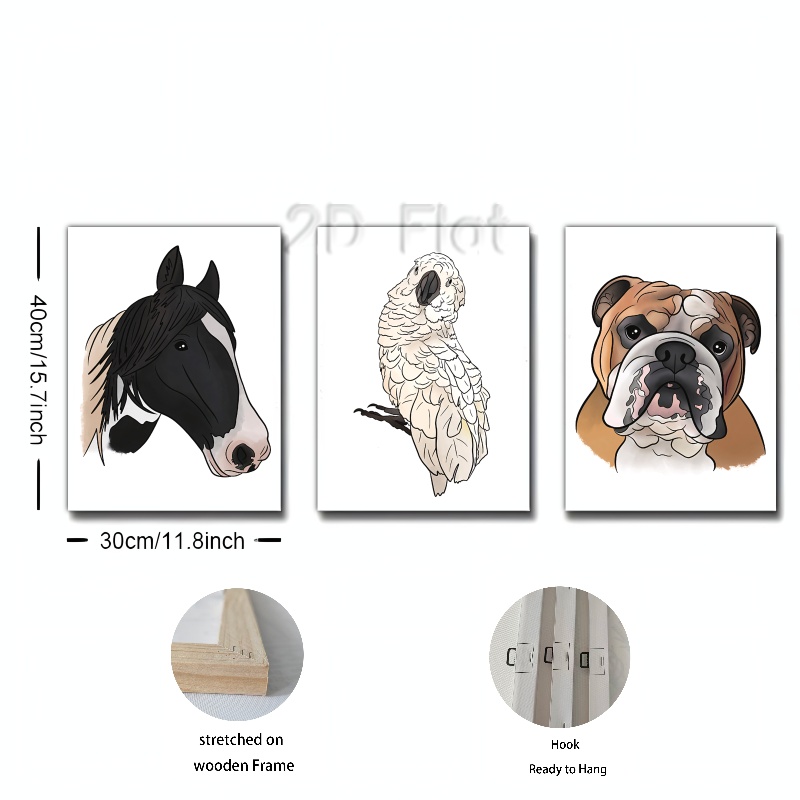 2D Flat
40cm/15.7inch
30cm/11.8inch
stretched on
wooden Frame
Hook
Ready to Hang